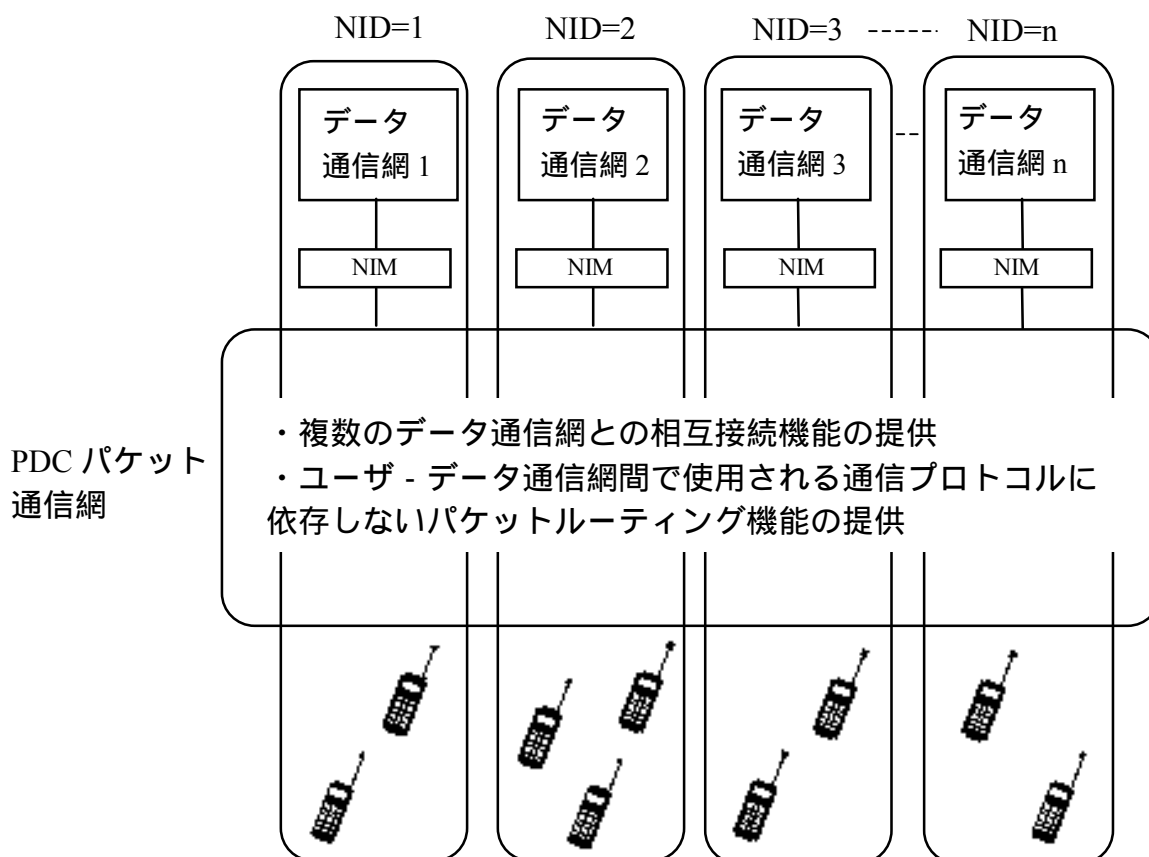 NID=1 NID=2 NID=3 ------ NID=n
データ
通信網 1
データ
通信網 2
データ
通信網 3
データ
通信網 n
NIM NIM NIM NIM
PDC パケット
通信網
・複数のデータ通信網との相互接続機能の提供
・ユーザ - データ通信網間で使用される通信プロトコルに
依存しないパケットルーティング機能の提供